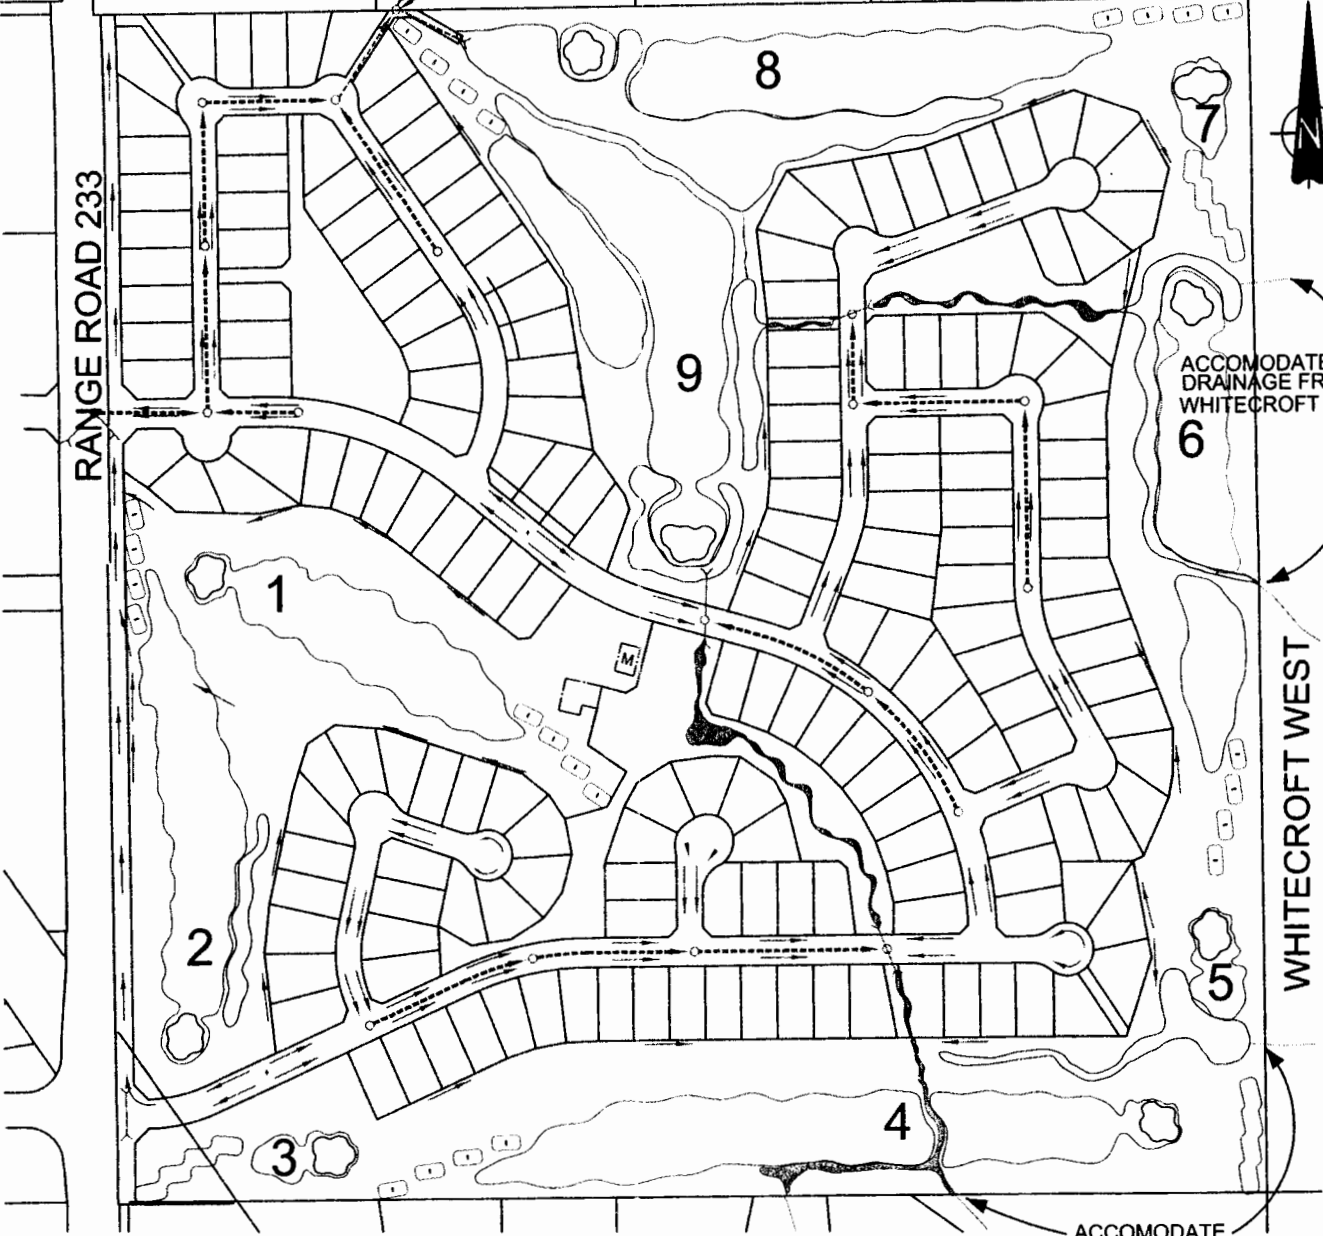 8
7
N
RANGE ROAD 233
9
ACCOMODATE
DRAINAGE FR
WHITECROFT
6
1
M
WHITECROFT WEST
2
5
4
3
ACCOMODATE